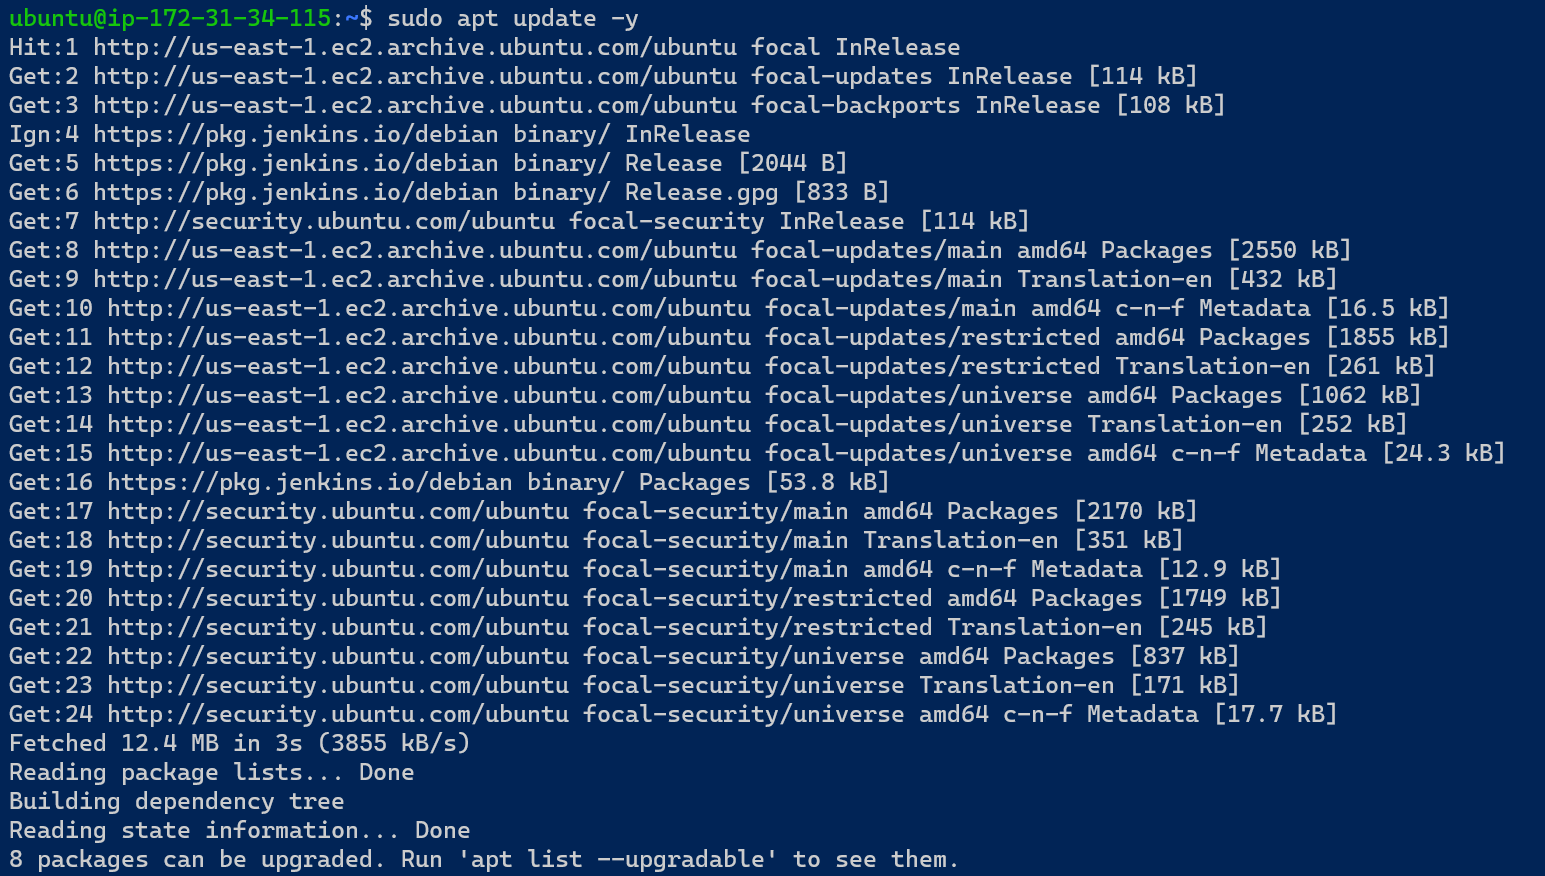 ubuntu@ip-172-31-34-115:~$ sudo apt update -y
Hit:1 http://us-east-1.ec2.archive.ubuntu.com/ubuntu focal InRelease
Get:2 http://us-east-1.ec2.archive.ubuntu.com/ubuntu focal-updates InRelease [114 kB]
Get:3 http://us-east-1.ec2.archive.ubuntu.com/ubuntu focal-backports InRelease [108 kB]
Ign:4 https://pkg.jenkins.io/debian binary/ InRelease
Get:5 https://pkg.jenkins.io/debian binary/ Release [2044 B]
Get:6 https://pkg.jenkins.io/debian binary/ Release.gpg [833 B]
Get:7 http://security.ubuntu.com/ubuntu focal-security InRelease [114 kB]
Get:8 http://us-east-1.ec2.archive.ubuntu.com/ubuntu focal-updates/main amd64 Packages [2550 kB]
Get:9 http://us-east-1.ec2.archive.ubuntu.com/ubuntu focal-updates/main Translation-en [432 kB]
Get:10 http://us-east-1.ec2.archive.ubuntu.com/ubuntu focal-updates/main amd64 c-n-f Metadata [16.5 kB]
Get:11 http://us-east-1.ec2.archive.ubuntu.com/ubuntu focal-updates/restricted amd64 Packages [1855 kB]
Get:12 http://us-east-1.ec2.archive.ubuntu.com/ubuntu focal-updates/restricted Translation-en [261 kB]
Get:13 http://us-east-1.ec2.archive.ubuntu.com/ubuntu focal-updates/universe amd64 Packages [1062 kB]
Get:14 http://us-east-1.ec2.archive.ubuntu.com/ubuntu focal-updates/universe Translation-en [252 kB]
Get:15 http://us-east-1.ec2.archive.ubuntu.com/ubuntu focal-updates/universe amd64 c-n-f Metadata [24.3 kB]
Get:16 https://pkg.jenkins.io/debian binary/ Packages [53.8 kB]
Get:17 http://security.ubuntu.com/ubuntu focal-security/main amd64 Packages [2170 kB]
Get:18 http://security.ubuntu.com/ubuntu focal-security/main Translation-en [351 kB]
Get:19 http://security.ubuntu.com/ubuntu focal-security/main amd64 c-n-f Metadata [12.9 kB]
Get:20 http://security.ubuntu.com/ubuntu focal-security/restricted amd64 Packages [1749 kB]
Get:21 http://security.ubuntu.com/ubuntu focal-security/restricted Translation-en [245 kB]
Get:22 http://security.ubuntu.com/ubuntu focal-security/universe amd64 Packages [837 kB]
Get:23 http://security.ubuntu.com/ubuntu focal-security/universe Translation-en [171 kB]
Get:24 http://security.ubuntu.com/ubuntu focal-security/universe amd64 c-n-f Metadata [17.7 kB]
Fetched 12.4 MB in 3s (3855 kB/s)
Reading package lists... Done
Building dependency tree
Reading state information... Done
8 packages can be upgraded. Run 'apt list --upgradable' to see them.